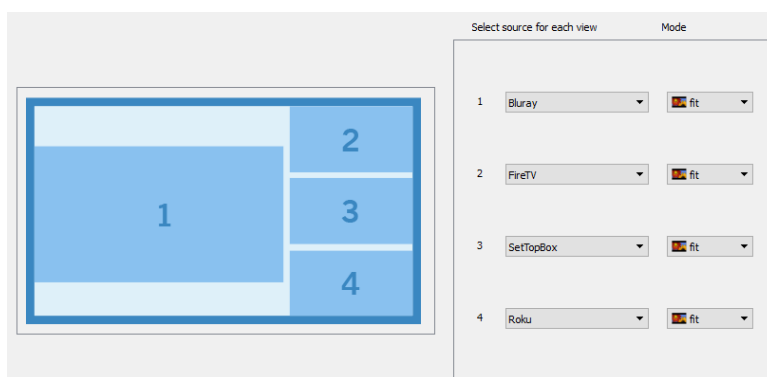 Select source for each view Mode
1 Bluray fit
2 FireTV fit
3 SetTopBox fit
4 Roku fit
1
2
3
4